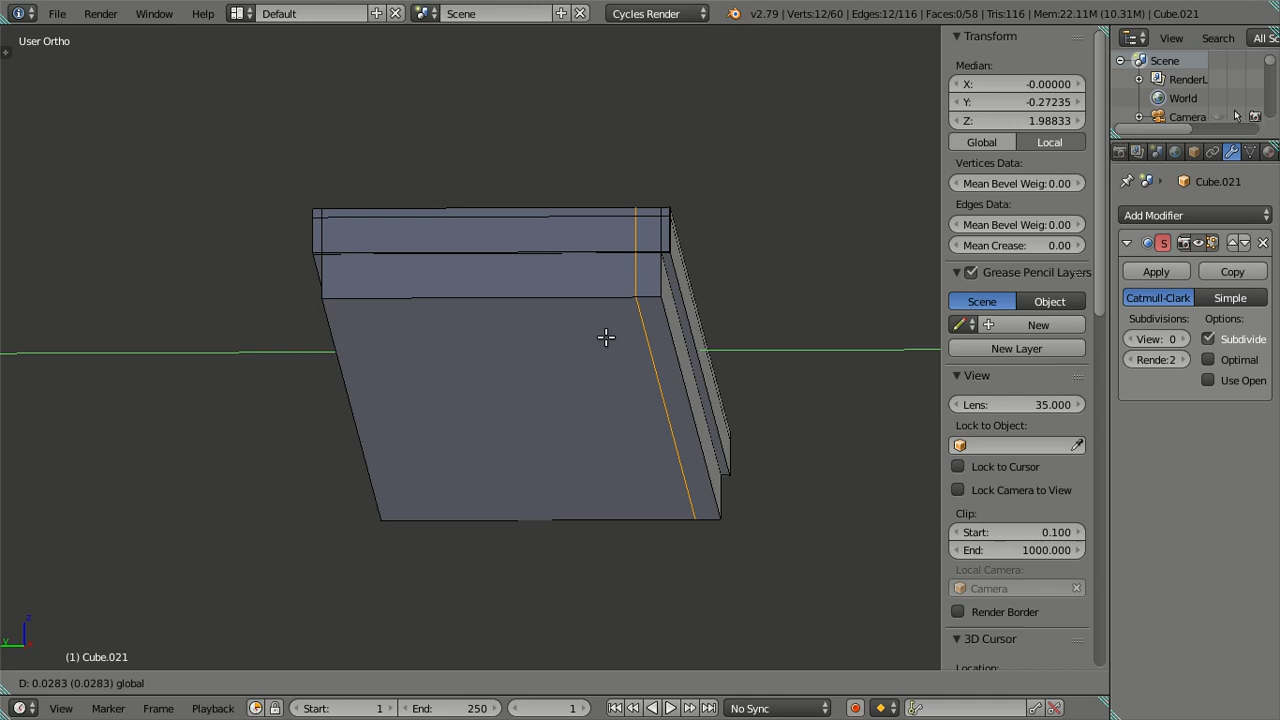 File Render Window Help Default Scene Cycles Render v2.79 | Verts:12/60 | Edges:12/116 | Faces:0/58 | Tris:116 | Mem:22.11M (10.31M) | Cube.021
User Ortho
Transform
Median:
X: -0.00000
Y: -0.27235
Z: 1.98833
Global Local
Vertices Data:
Mean Bevel Weig: 0.00
Edges Data:
Mean Bevel Weig: 0.00
Mean Crease: 0.00
Grease Pencil Layers
Scene Object
New
New Layer
View
Lens: 35.000
Lock to Object:
Lock to Cursor
Lock Camera to View
Clip:
Start: 0.100
End: 1000.000
Local Camera:
Camera
Render Border
3D Cursor
Location:
View Search All Sc
Scene
RenderL
World
Camera
Cube.021
Add Modifier
S
Apply Copy
Catmull-Clark Simple
Subdivisions: Options:
View: 0 Subdivide
Rende:2 Optimal
Use Open
z
y
(1) Cube.021
D: 0.0283 (0.0283) global
View Marker Frame Playback Start: 1 End: 250 1 No Sync